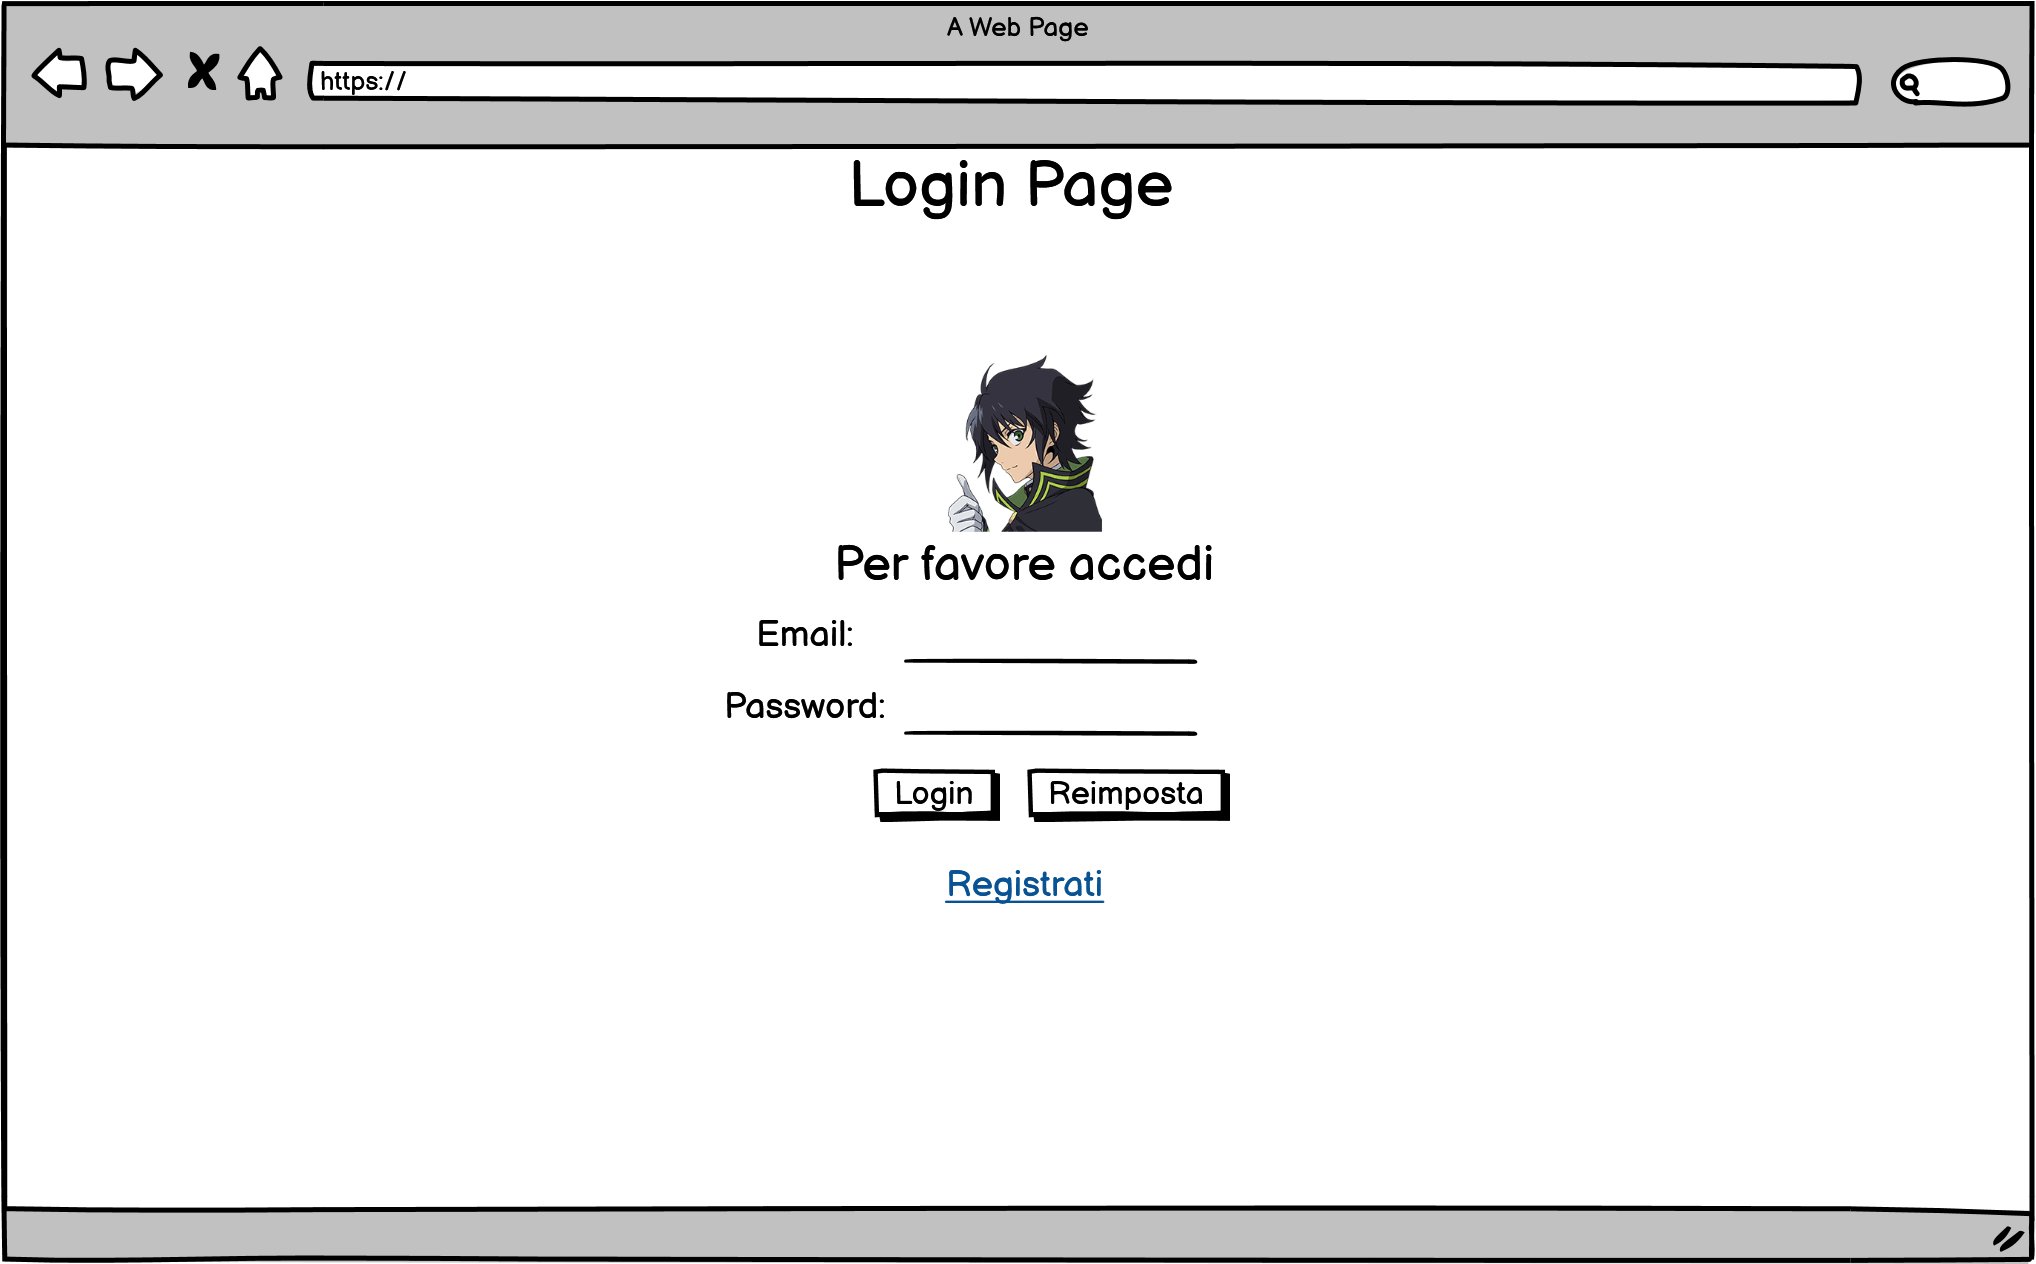 A Web Page
https://
Login Page
Per favore accedi
Email:
Password:
Login
Reimposta
Registrati